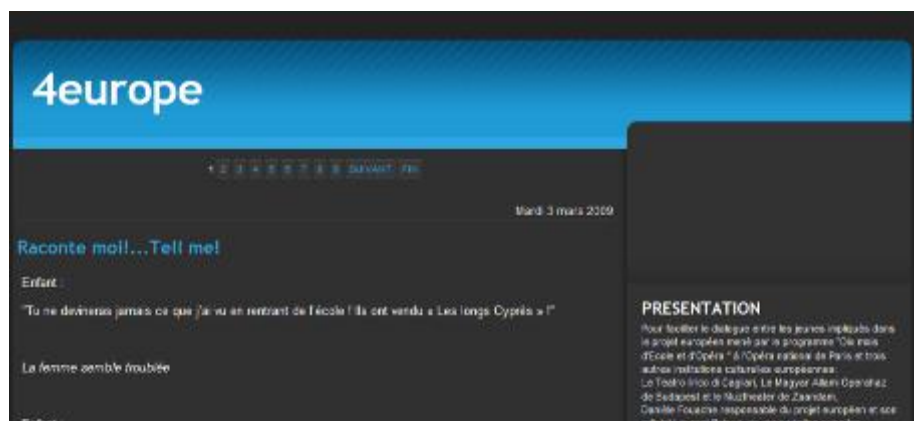 4europe
1 2 3 4 5 6 7 8 9 SUIVANT FIN
Mardi 3 mars 2009
Raconte moi!...Tell me!
Enfant :
"Tu ne devineras jamais ce que j'ai vu en rentrant de l'école ! Ils ont vendu « Les longs Cyprès » !"
La femme semble troublée
PRESENTATION
Pour faciliter le dialogue entre les jeunes impliqués dans
le projet européen mené par le programme "Dix mois
d'Ecole et d'Opéra " à l'Opéra national de Paris et trois
autres institutions culturelles européennes:
Le Teatro lirico di Cagliari, Le Magyar Allami Operahaz
de Budapest et le Muztheater de Zaandam,
Danièle Fouache responsable du projet européen et son